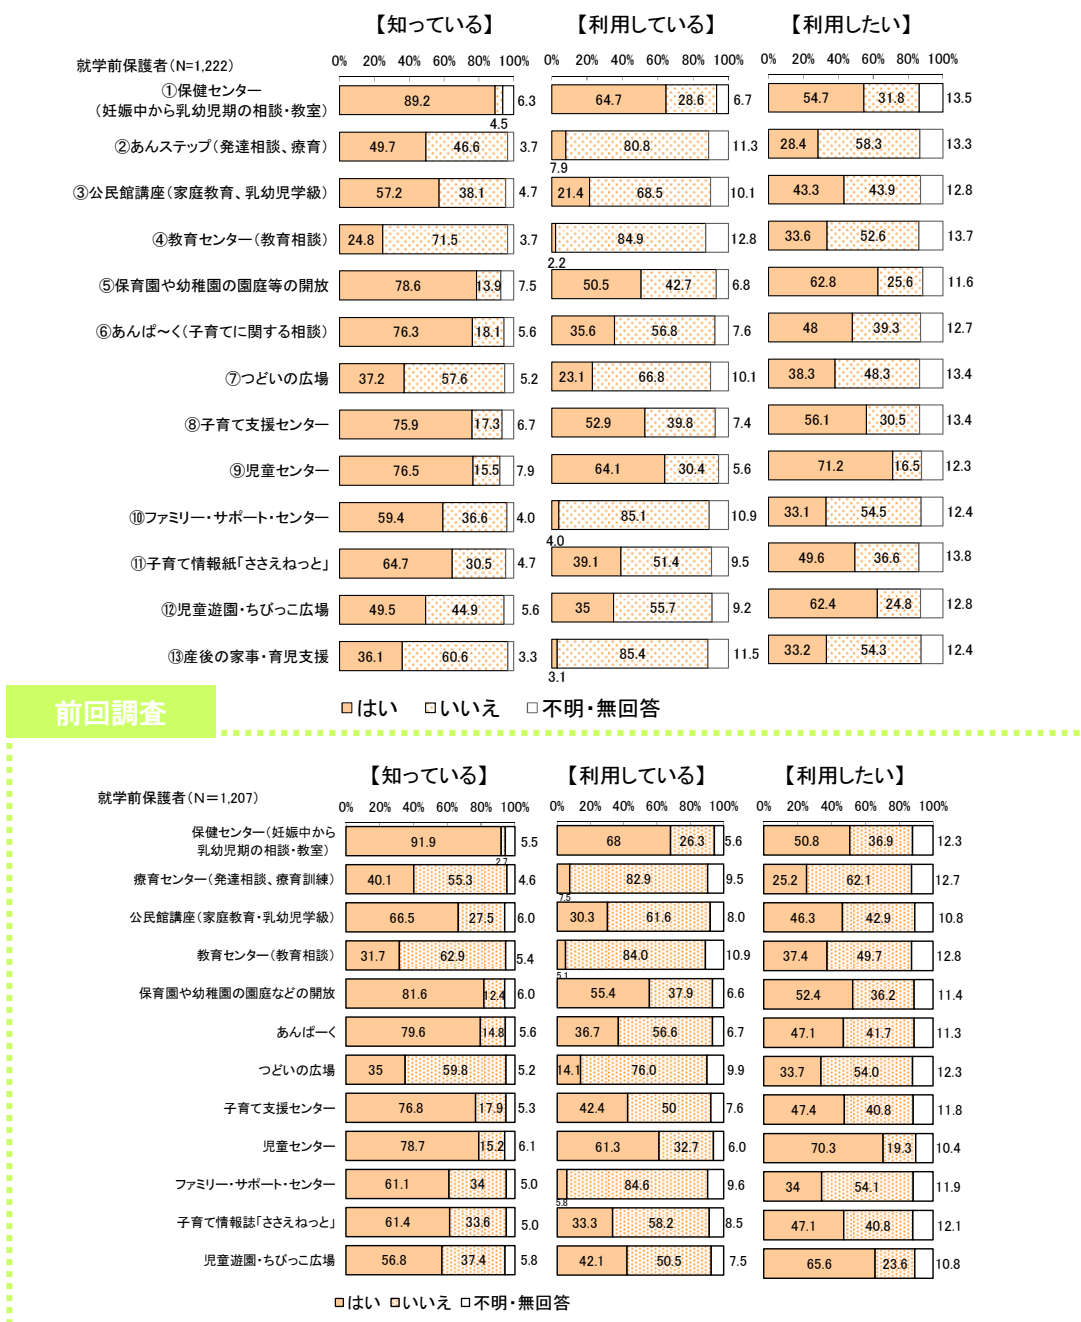 【知っている】 【利用している】 【利用したい】
就学前保護者(N=1,222)
0% 20% 40% 60% 80% 100% 0% 20% 40% 60% 80% 100% 0% 20% 40% 60% 80% 100%
①保健センター
(妊娠中から乳幼児期の相談・教室)
89.2 4.5 6.3 64.7 28.6 6.7 54.7 31.8 13.5
②あんステップ(発達相談、療育) 49.7 46.6 3.7 7.9 80.8 11.3 28.4 58.3 13.3
③公民館講座(家庭教育、乳幼児学級) 57.2 38.1 4.7 21.4 68.5 10.1 43.3 43.9 12.8
④教育センター(教育相談) 24.8 71.5 3.7 2.2 84.9 12.8 33.6 52.6 13.7
⑤保育園や幼稚園の園庭等の開放 78.6 13.9 7.5 50.5 42.7 6.8 62.8 25.6 11.6
⑥あんぱ～く(子育てに関する相談) 76.3 18.1 5.6 35.6 56.8 7.6 48 39.3 12.7
⑦つどいの広場 37.2 57.6 5.2 23.1 66.8 10.1 38.3 48.3 13.4
⑧子育て支援センター 75.9 17.3 6.7 52.9 39.8 7.4 56.1 30.5 13.4
⑨児童センター 76.5 15.5 7.9 64.1 30.4 5.6 71.2 16.5 12.3
⑩ファミリー・サポート・センター 59.4 36.6 4.0 4.0 85.1 10.9 33.1 54.5 12.4
⑪子育て情報紙「ささえねっと」 64.7 30.5 4.7 39.1 51.4 9.5 49.6 36.6 13.8
⑫児童遊園・ちびっこ広場 49.5 44.9 5.6 35 55.7 9.2 62.4 24.8 12.8
⑬産後の家事・育児支援 36.1 60.6 3.3 3.1 85.4 11.5 33.2 54.3 12.4
はい いいえ 不明・無回答
前回調査
【知っている】 【利用している】 【利用したい】
就学前保護者(N=1,207)
0% 20% 40% 60% 80% 100% 0% 20% 40% 60% 80% 100% 0% 20% 40% 60% 80% 100%
保健センター(妊娠中から
乳幼児期の相談・教室)
91.9 2.7 5.5 68 26.3 5.6 50.8 36.9 12.3
療育センター(発達相談、療育訓練) 40.1 55.3 4.6 7.5 82.9 9.5 25.2 62.1 12.7
公民館講座(家庭教育・乳幼児学級) 66.5 27.5 6.0 30.3 61.6 8.0 46.3 42.9 10.8
教育センター(教育相談) 31.7 62.9 5.4 5.1 84.0 10.9 37.4 49.7 12.8
保育園や幼稚園の園庭などの開放 81.6 12.4 6.0 55.4 37.9 6.6 52.4 36.2 11.4
あんぱーく 79.6 14.8 5.6 36.7 56.6 6.7 47.1 41.7 11.3
つどいの広場 35 59.8 5.2 14.1 76.0 9.9 33.7 54.0 12.3
子育て支援センター 76.8 17.9 5.3 42.4 50 7.6 47.4 40.8 11.8
児童センター 78.7 15.2 6.1 61.3 32.7 6.0 70.3 19.3 10.4
ファミリー・サポート・センター 61.1 34 5.0 5.8 84.6 9.6 34 54.1 11.9
子育て情報誌「ささえねっと」 61.4 33.6 5.0 33.3 58.2 8.5 47.1 40.8 12.1
児童遊園・ちびっこ広場 56.8 37.4 5.8 42.1 50.5 7.5 65.6 23.6 10.8
はい いいえ 不明・無回答